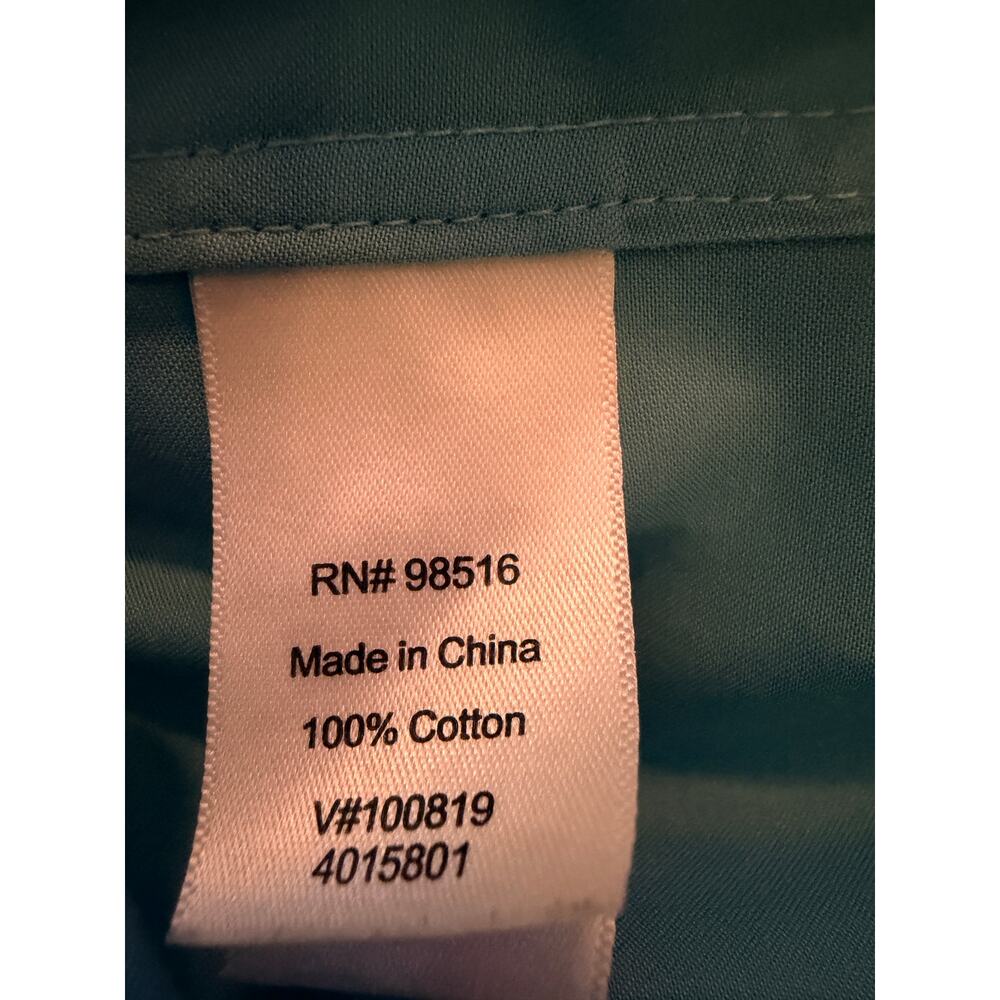 RN# 98516
Made in China
100% Cotton
V#100819
4015801